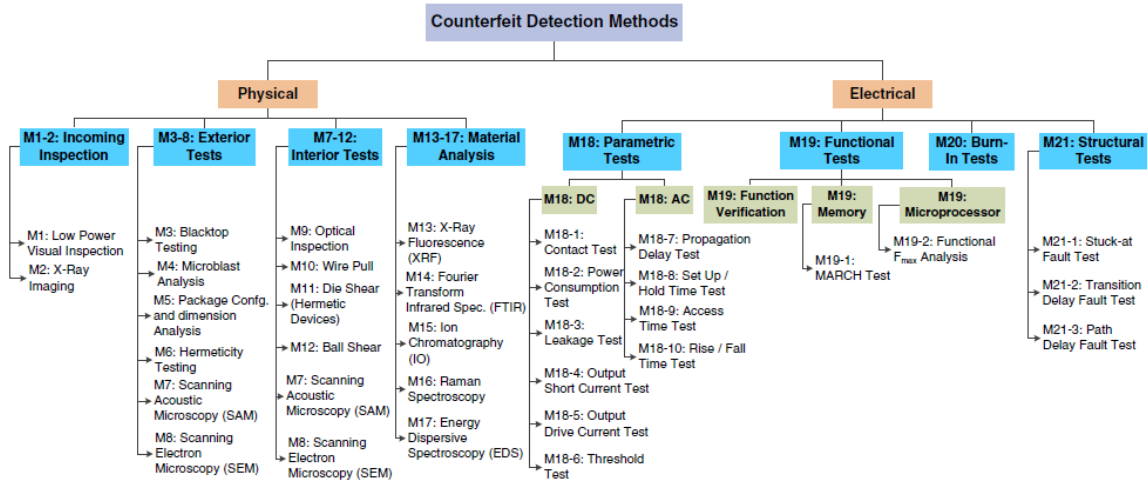 Counterfeit Detection Methods
Physical
Electrical
M1-2: Incoming
Inspection
M3-8: Exterior
Tests
M7-12:
Interior Tests
M13-17: Material
Analysis
M18: Parametric
Tests
M19: Functional
Tests
M20: Burn-
In Tests
M21: Structural
Tests
M18: DC
M18: AC
M19: Function
Verification
M19:
Memory
M19:
Microprocessor
M1: Low Power
Visual Inspection
M2: X-Ray
Imaging
M3: Blacktop
Testing
M4: Microblast
Analysis
M5: Package Confg.
and dimension
Analysis
M6: Hermeticity
Testing
M7: Scanning
Acoustic
Microscopy (SAM)
M8: Scanning
Electron
Microscopy (SEM)
M9: Optical
Inspection
M10: Wire Pull
M11: Die Shear
(Hermetic
Devices)
M12: Ball Shear
M7: Scanning
Acoustic
Microscopy (SAM)
M8: Scanning
Electron
Microscopy (SEM)
M13: X-Ray
Fluorescence
(XRF)
M14: Fourier
Transform
Infrared Spec. (FTIR)
M15: Ion
Chromatography
(IO)
M16: Raman
Spectroscopy
M17: Energy
Dispersive
Spectroscopy (EDS)
M18-1:
Contact Test
M18-2: Power
Consumption
Test
M18-3:
Leakage Test
M18-4: Output
Short Current Test
M18-5: Output
Drive Current Test
M18-6: Threshold
Test
M18-7: Propagation
Delay Test
M18-8: Set Up /
Hold Time Test
M18-9: Access
Time Test
M18-10: Rise / Fall
Time Test
M19-1: MARCH Test
M19-2: Functional
Fmax Analysis
M21-1: Stuck-at
Fault Test
M21-2: Transition
Delay Fault Test
M21-3: Path
Delay Fault Test